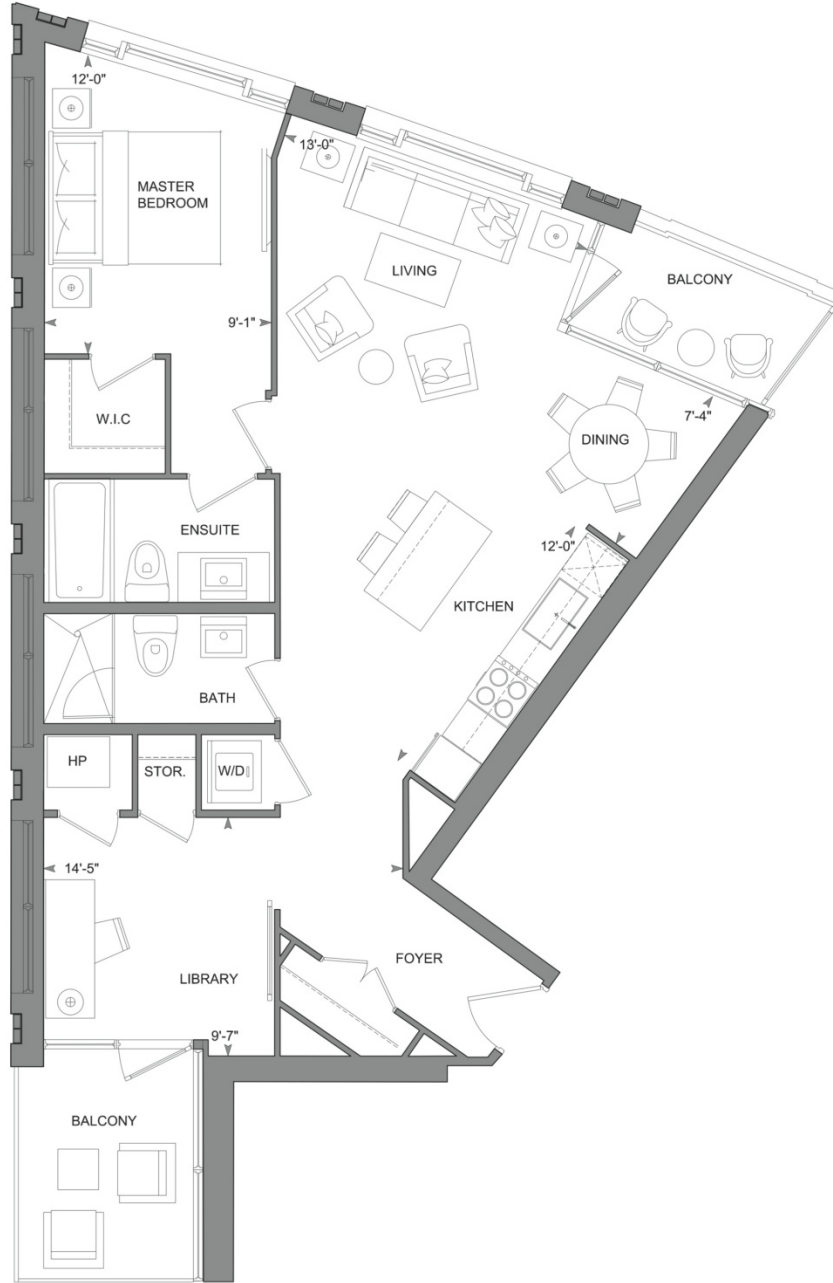 12'-0"
13'-0"
MASTER
BEDROOM
LIVING
BALCONY
9'-1"
7'-4"
W.I.C
DINING
ENSUITE
12'-0"
KITCHEN
BATH
HP
STOR.
W/D
14'-5"
FOYER
LIBRARY
9'-7"
BALCONY